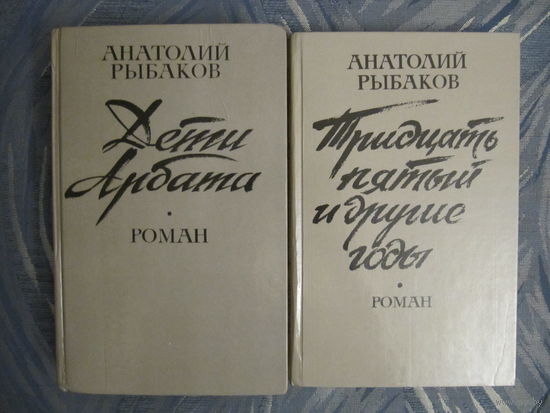 АНАТОЛИЙ
РЫБАКОВ
Дети
Арбата
РОМАН
АНАТОЛИЙ
РЫБАКОВ
Тридцать
пятый
и другие
годы
РОМАН